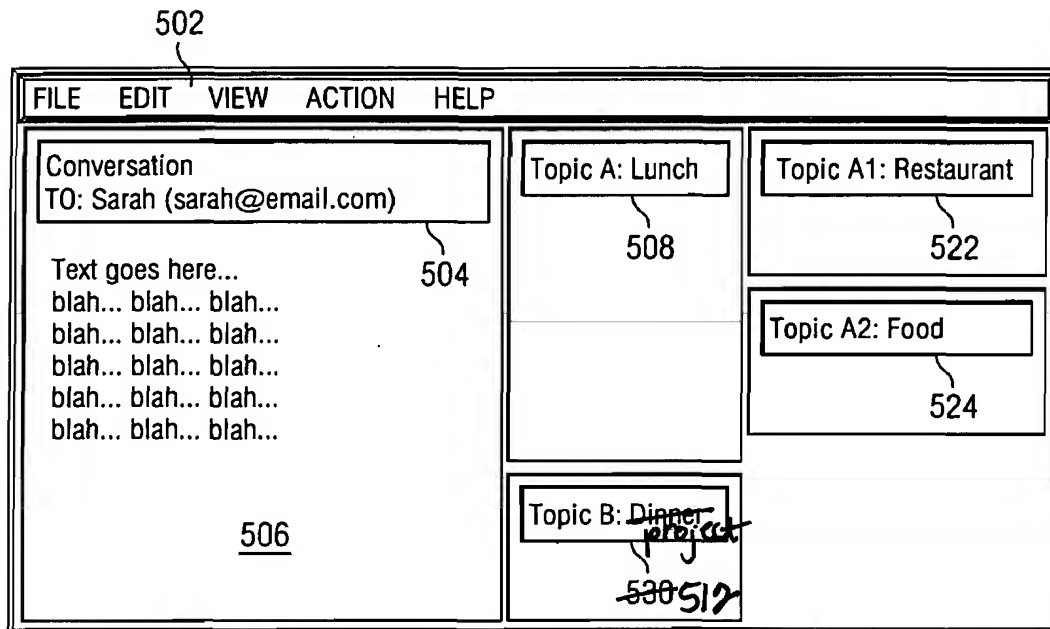 502
FILE EDIT VIEW ACTION HELP
Conversation
TO: Sarah (sarah@email.com)
504
Text goes here...
blah... blah... blah...
blah... blah... blah...
blah... blah... blah...
blah... blah... blah...
blah... blah... blah...
506
Topic A: Lunch
508
Topic A1: Restaurant
522
Topic A2: Food
524
Topic B: Dinner
project
530 512